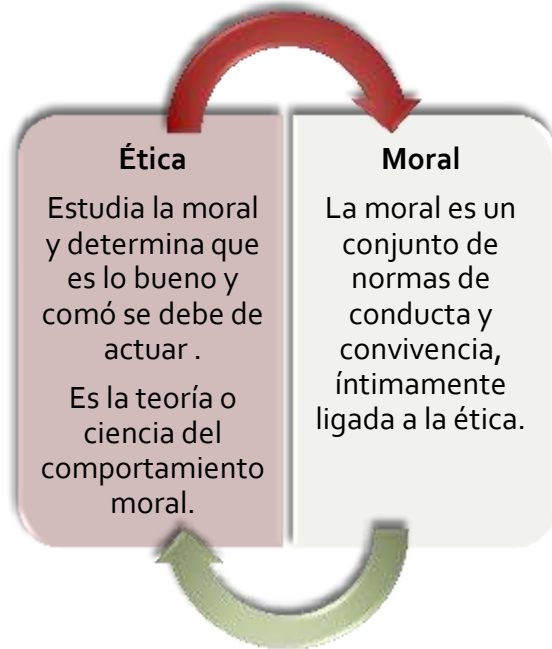 Ética
Estudia la moral
y determina que
es lo bueno y
comó se debe de
actuar .
Es la teoría o
ciencia del
comportamiento
moral.
Moral
La moral es un
conjunto de
normas de
conducta y
convivencia,
íntimamente
ligada a la ética.